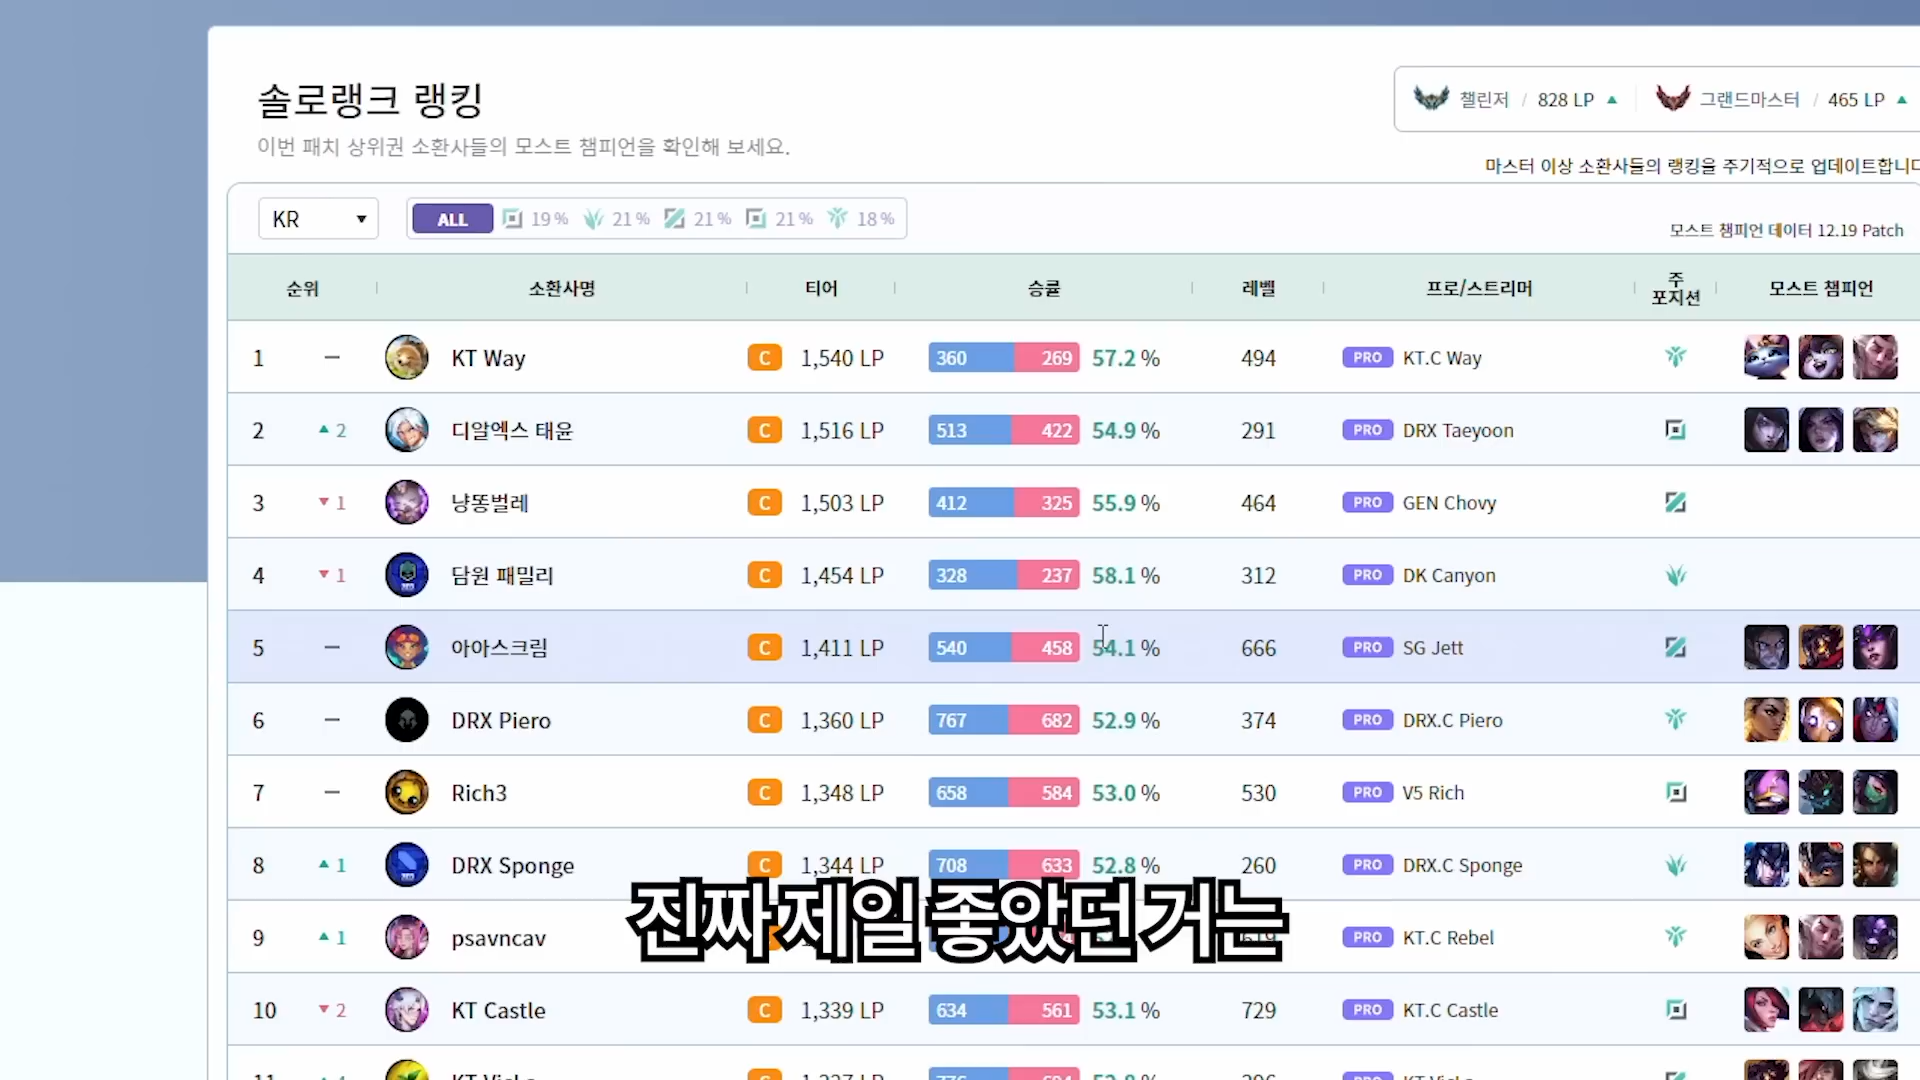 솔로랭크 랭킹
챌린저 / 828 LP ▲ 그랜드마스터 / 465 LP ▲
이번 패치 상위권 소환사들의 모스트 챔피언을 확인해 보세요.
마스터 이상 소환사들의 랭킹을 주기적으로 업데이트합니다
KR ▼ ALL 19% 21% 21% 21% 18%
모스트 챔피언 데이터 12.19 Patch
순위 소환사명 티어 승률 레벨 프로/스트리머 주 포지션 모스트 챔피언
1 — KT Way C 1,540 LP 360 269 57.2 % 494 PRO KT.C Way
2 ▲ 2 디알엑스 태윤 C 1,516 LP 513 422 54.9 % 291 PRO DRX Taeyoon
3 ▼ 1 냥똥벌레 C 1,503 LP 412 325 55.9 % 464 PRO GEN Chovy
4 ▼ 1 담원 패밀리 C 1,454 LP 328 237 58.1 % 312 PRO DK Canyon
5 — 아아스크림 C 1,411 LP 540 458 54.1 % 666 PRO SG Jett
6 — DRX Piero C 1,360 LP 767 682 52.9 % 374 PRO DRX.C Piero
7 — Rich3 C 1,348 LP 658 584 53.0 % 530 PRO V5 Rich
8 ▲ 1 DRX Sponge C 1,344 LP 708 633 52.8 % 260 PRO DRX.C Sponge
9 ▲ 1 psavncav PRO KT.C Rebel
진짜 제일 좋았던 거는
10 ▼ 2 KT Castle C 1,339 LP 634 561 53.1 % 729 PRO KT.C Castle